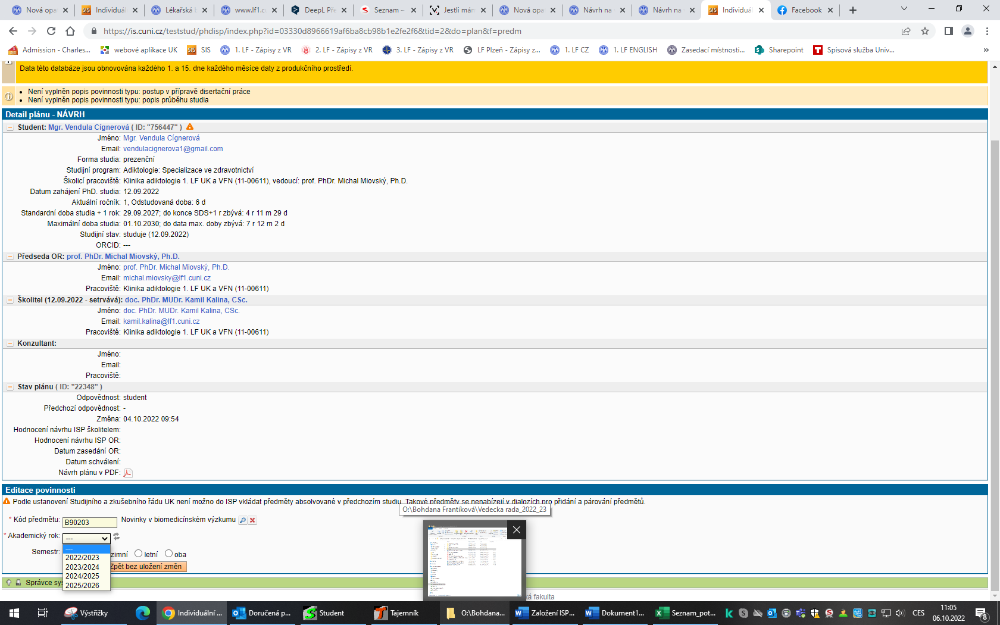 Nová opa
Individuál
Lékařská b
www.lf1.c
DeepL Pře
Seznam –
Jestli mán
Nová opa
Návrh na
Návrh na
Individuál
Facebook
https://is.cuni.cz/teststud/phdisp/index.php?id=03330d8966619af6ba8cb98b1e2fe2f6&tid=2&do=plan&f=predm
Admission - Charles...
webové aplikace UK
SIS
1. LF - Zápisy z VR
2. LF - Zápisy z VR
3. LF - Zápisy z VR
LF Plzeň - Zápisy z...
1. LF CZ
1. LF ENGLISH
Zasedací místnosti...
Sharepoint
Spisová služba Univ...
»
Data této databáze jsou obnovována každého 1. a 15. dne každého měsíce daty z produkčního prostředí.
• Není vyplněn popis povinnosti typu: postup v přípravě disertační práce
• Není vyplněn popis povinnosti typu: popis průběhu studia
Detail plánu - NÁVRH
Student: Mgr. Vendula Cígnerová ( ID: "756447" )
Jméno: Mgr. Vendula Cígnerová
Email: vendulacignerova1@gmail.com
Forma studia: prezenční
Studijní program: Adiktologie: Specializace ve zdravotnictví
Školicí pracoviště: Klinika adiktologie 1. LF UK a VFN (11-00611), vedoucí: prof. PhDr. Michal Miovský, Ph.D.
Datum zahájení PhD. studia: 12.09.2022
Aktuální ročník: 1, Odstudovaná doba: 6 d
Standardní doba studia + 1 rok: 29.09.2027; do konce SDS+1 r zbývá: 4 r 11 m 29 d
Maximální doba studia: 01.10.2030; do data max. doby zbývá: 7 r 12 m 2 d
Studijní stav: studuje (12.09.2022)
ORCID: ---
Předseda OR: prof. PhDr. Michal Miovský, Ph.D.
Jméno: prof. PhDr. Michal Miovský, Ph.D.
Email: michal.miovsky@lf1.cuni.cz
Pracoviště: Klinika adiktologie 1. LF UK a VFN (11-00611)
Školitel (12.09.2022 - setrvává): doc. PhDr. MUDr. Kamil Kalina, CSc.
Jméno: doc. PhDr. MUDr. Kamil Kalina, CSc.
Email: kamil.kalina@lf1.cuni.cz
Pracoviště: Klinika adiktologie 1. LF UK a VFN (11-00611)
Konzultant:
Jméno:
Email:
Pracoviště:
Stav plánu ( ID: "22348" )
Odpovědnost: student
Předchozí odpovědnost: -
Změna: 04.10.2022 09:54
Hodnocení návrhu ISP školitelem:
Hodnocení návrhu ISP OR:
Datum zasedání OR:
Datum schválení:
Návrh plánu v PDF:
Editace povinnosti
Podle ustanovení Studijního a zkušebního řádu UK není možno do ISP vkládat předměty absolvované v předchozím studiu. Takové předměty se nenabízejí v dialozích pro přidání a párování předmětů.
O:\Bohdana Frantíková\Vedecka rada_2022_23
* Kód předmětu: B90203 Novinky v biomedicínském výzkumu
* Akademický rok: ---
---
2022/2023
2023/2024
2024/2025
2025/2026
Semestr: zimní letní oba
Zpět bez uložení změn
Správce sys
ká fakulta
Výstřižky
Individuální ...
Doručená p...
Student
Tajemník
O:\Bohdana...
Založení ISP...
Dokument1...
Seznam_pot...
CES
11:05
06.10.2022
8